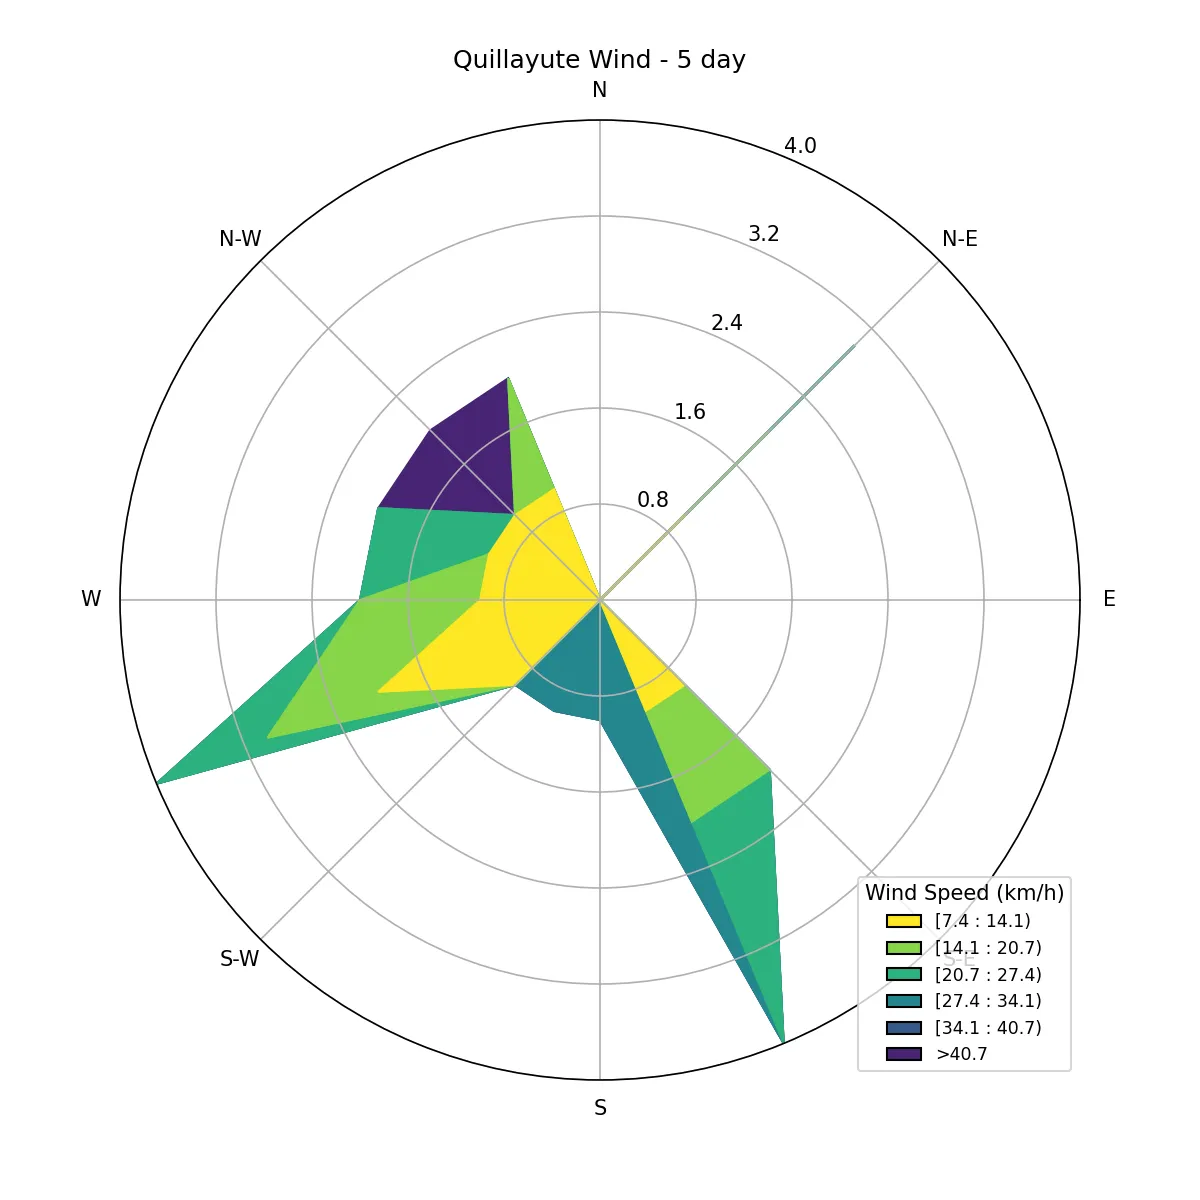 Quillayute Wind - 5 day
N
4.0
3.2
N-W
N-E
2.4
1.6
0.8
W
E
S-W
S-E
Wind Speed (km/h)
[7.4 : 14.1)
[14.1 : 20.7)
[20.7 : 27.4)
[27.4 : 34.1)
[34.1 : 40.7)
>40.7
S